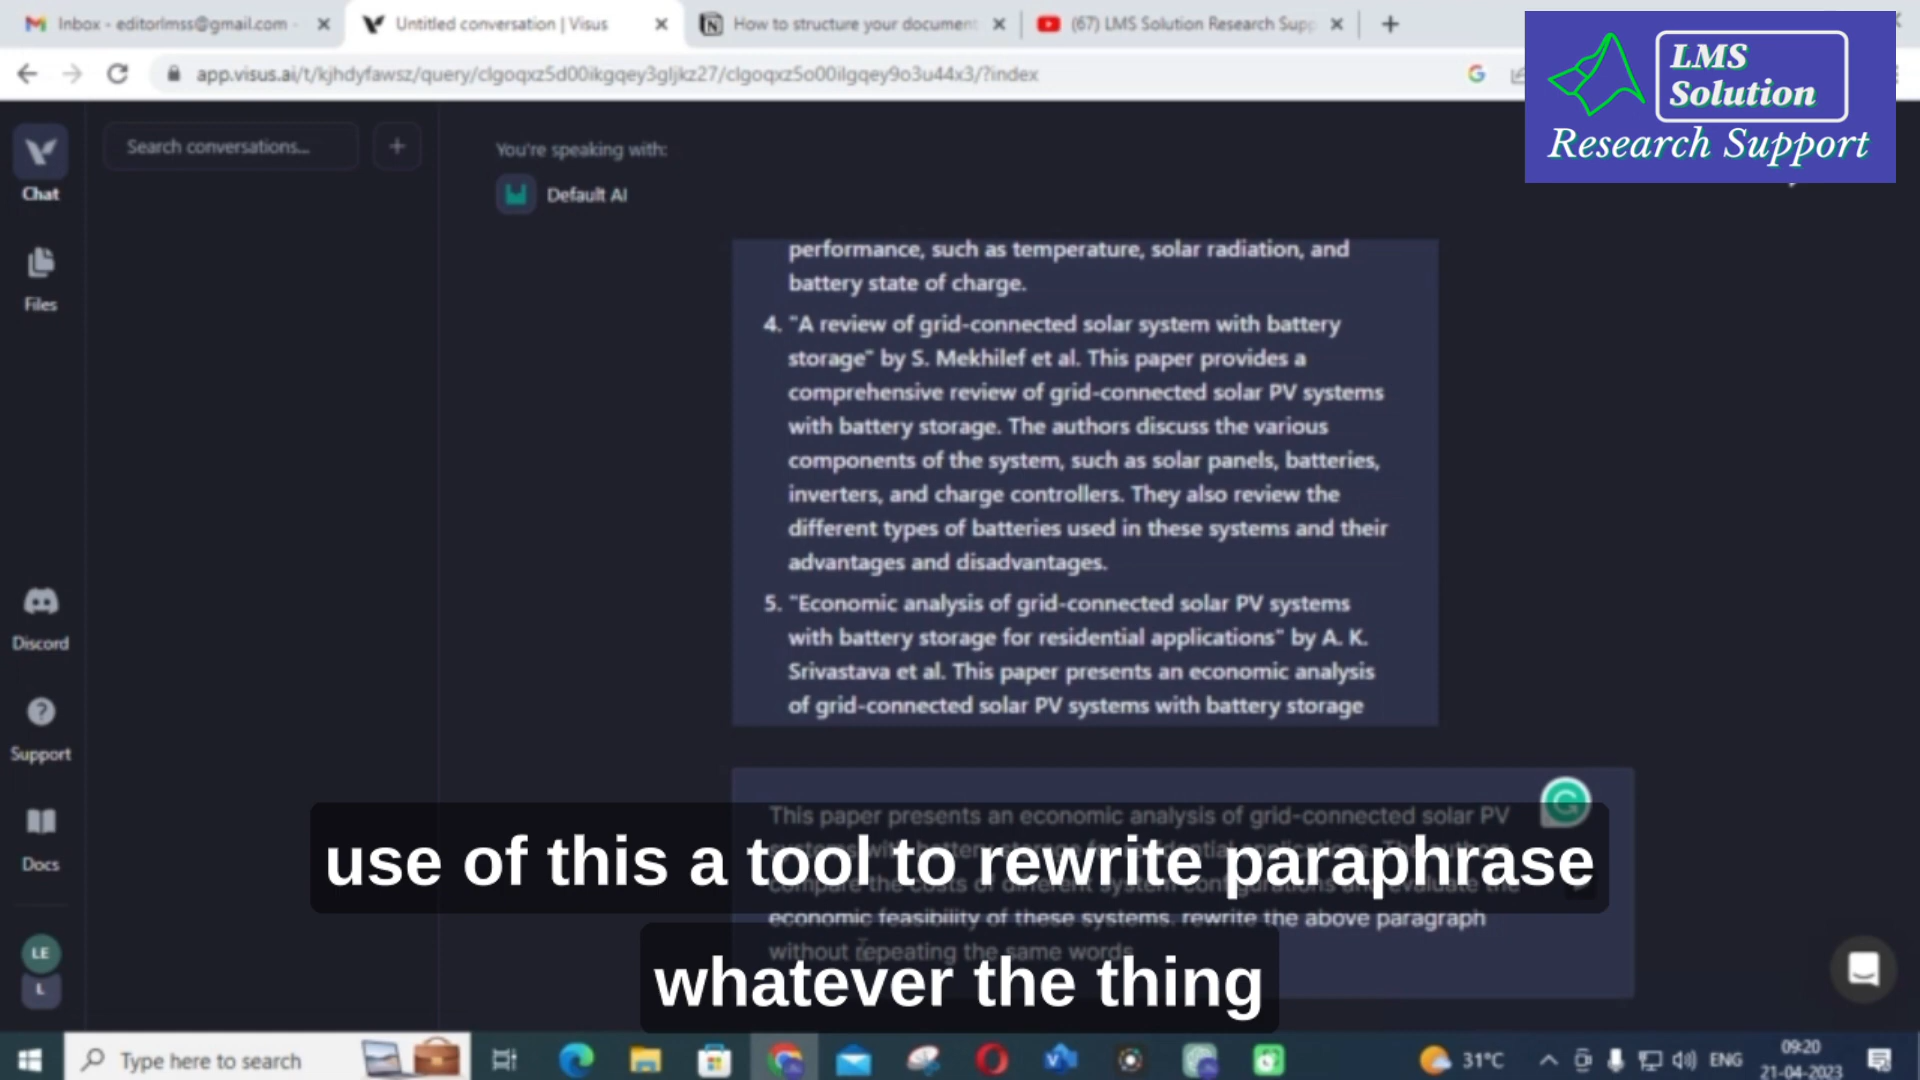 Inbox - editorlmss@gmail.com -
Untitled conversation | Visus
How to structure your document
(67) LMS Solution Research Supp
app.visus.ai/t/kjhdyfawsz/query/clgoqxz5d00ikgqey3gljkz27/clgoqxz5o00ilgqey9o3u44x3/?index
LMS
Solution
Research Support
Search conversations...
Chat
Files
Discord
Support
Docs
LE
L
You're speaking with:
Default AI
performance, such as temperature, solar radiation, and
battery state of charge.
4. "A review of grid-connected solar system with battery
storage" by S. Mekhilef et al. This paper provides a
comprehensive review of grid-connected solar PV systems
with battery storage. The authors discuss the various
components of the system, such as solar panels, batteries,
inverters, and charge controllers. They also review the
different types of batteries used in these systems and their
advantages and disadvantages.
5. "Economic analysis of grid-connected solar PV systems
with battery storage for residential applications" by A. K.
Srivastava et al. This paper presents an economic analysis
of grid-connected solar PV systems with battery storage
This paper presents an economic analysis of grid-connected solar PV
economic feasibility of these systems. rewrite the above paragraph
without repeating the same words
use of this a tool to rewrite paraphrase
whatever the thing
Type here to search
31°C
ENG
09:20
21-04-2023